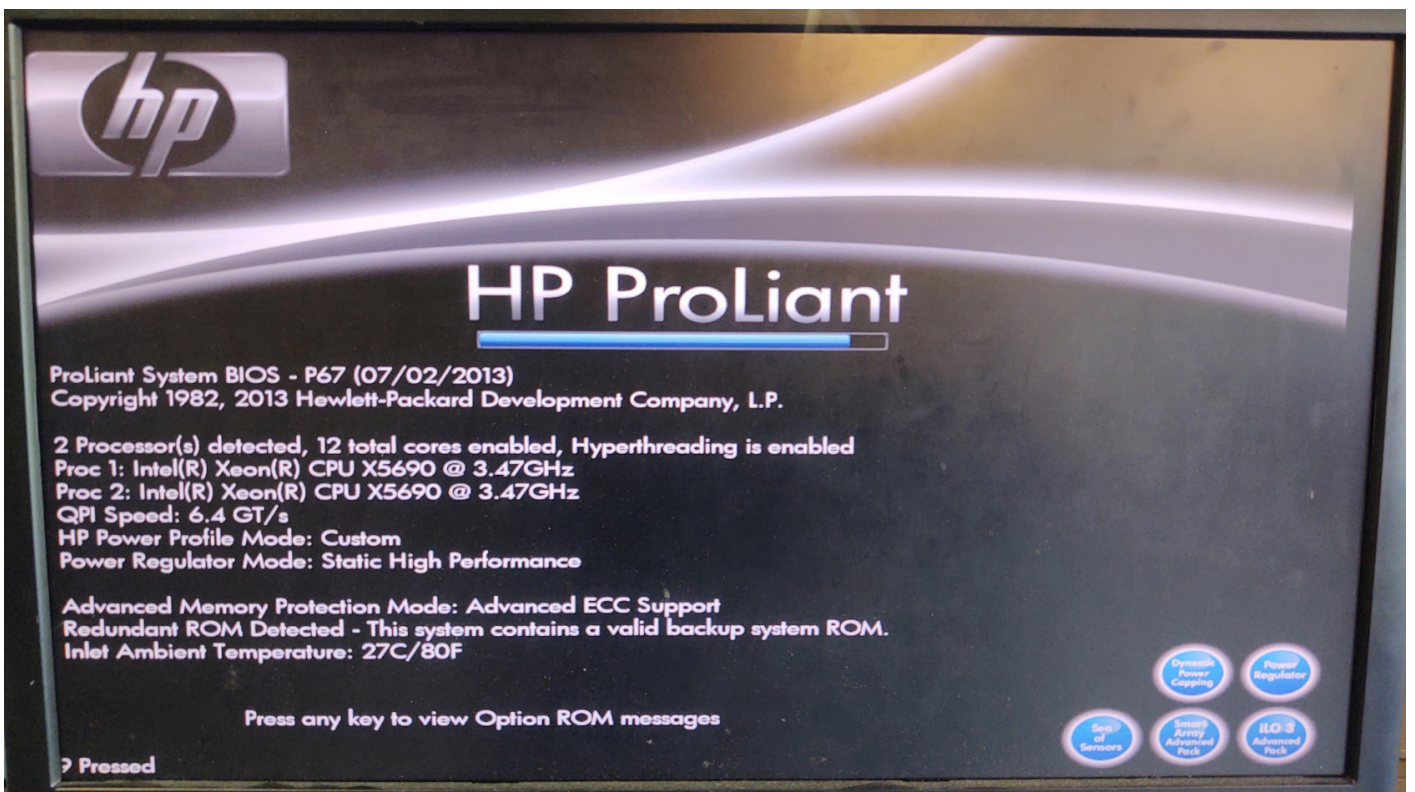 hp
HP ProLiant
ProLiant System BIOS - P67 (07/02/2013)
Copyright 1982, 2013 Hewlett-Packard Development Company, L.P.
2 Processor(s) detected, 12 total cores enabled, Hyperthreading is enabled
Proc 1: Intel(R) Xeon(R) CPU X5690 @ 3.47GHz
Proc 2: Intel(R) Xeon(R) CPU X5690 @ 3.47GHz
QPI Speed: 6.4 GT/s
HP Power Profile Mode: Custom
Power Regulator Mode: Static High Performance
Advanced Memory Protection Mode: Advanced ECC Support
Redundant ROM Detected - This system contains a valid backup system ROM.
Inlet Ambient Temperature: 27C/80F
Dynamic
Power
Capping
Power
Regulator
Press any key to view Option ROM messages
Sea
of
Sensors
Smart
Array
Advanced
Pack
iLO 3
Advanced
Pack
9 Pressed